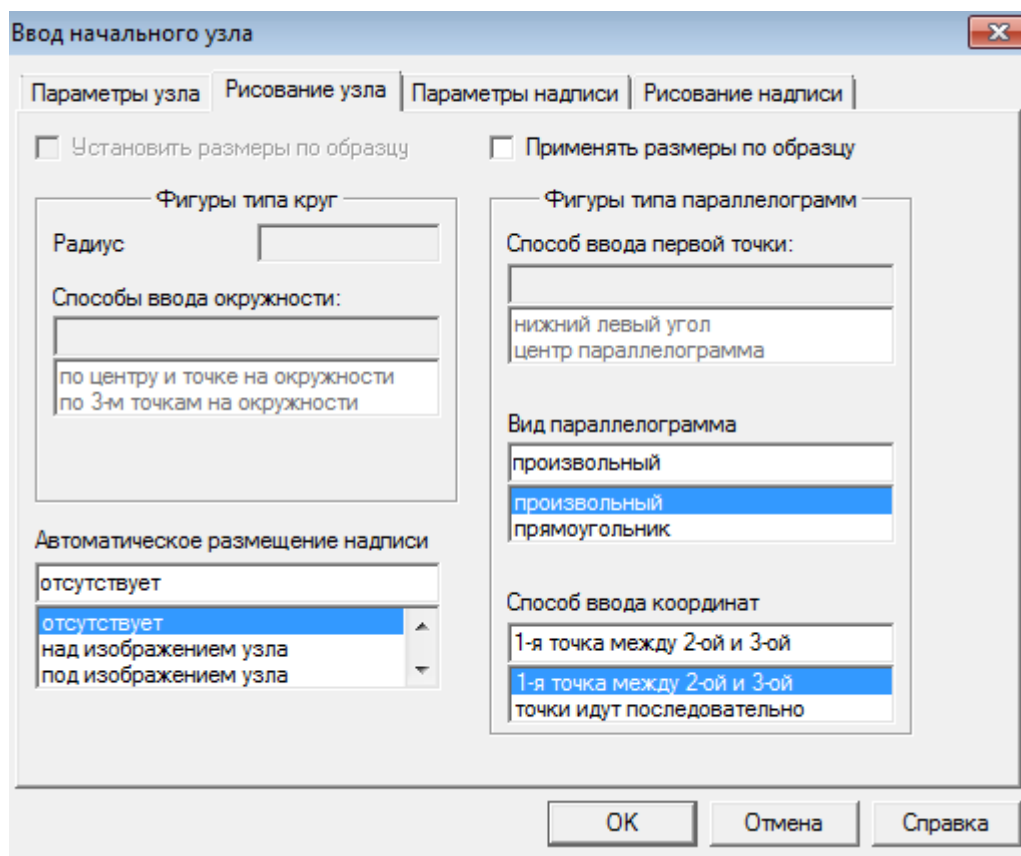 Ввод начального узла
Параметры узла Рисование узла Параметры надписи Рисование надписи
Установить размеры по образцу
Применять размеры по образцу
Фигуры типа круг
Радиус
Способы ввода окружности:
по центру и точке на окружности
по 3-м точкам на окружности
Автоматическое размещение надписи
отсутствует
отсутствует
над изображением узла
под изображением узла
Фигуры типа параллелограмм
Способ ввода первой точки:
нижний левый угол
центр параллелограмма
Вид параллелограмма
произвольный
произвольный
прямоугольник
Способ ввода координат
1-я точка между 2-ой и 3-ой
1-я точка между 2-ой и 3-ой
точки идут последовательно
OK Отмена Справка